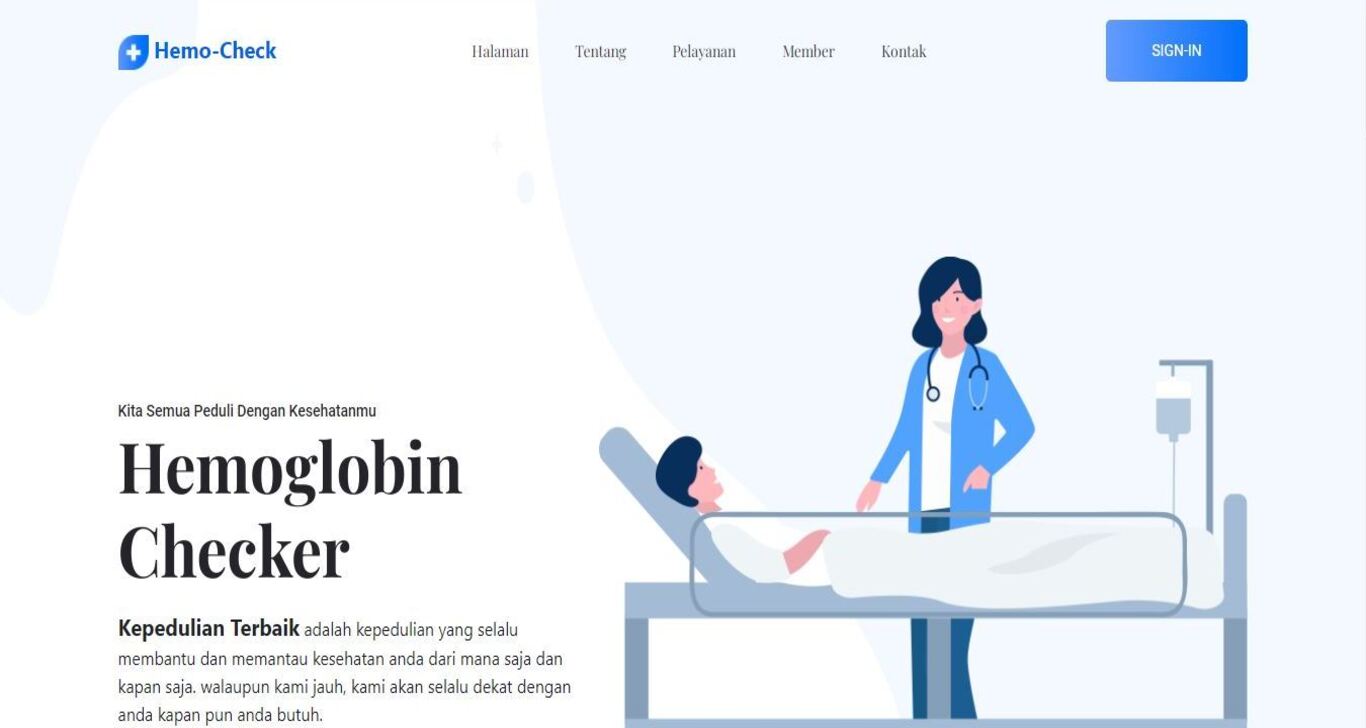 Hemo-Check
Halaman Tentang Pelayanan Member Kontak
SIGN-IN
Kita Semua Peduli Dengan Kesehatanmu
Hemoglobin
Checker
Kepedulian Terbaik adalah kepedulian yang selalu
membantu dan memantau kesehatan anda dari mana saja dan
kapan saja. walaupun kami jauh, kami akan selalu dekat dengan
anda kapan pun anda butuh.